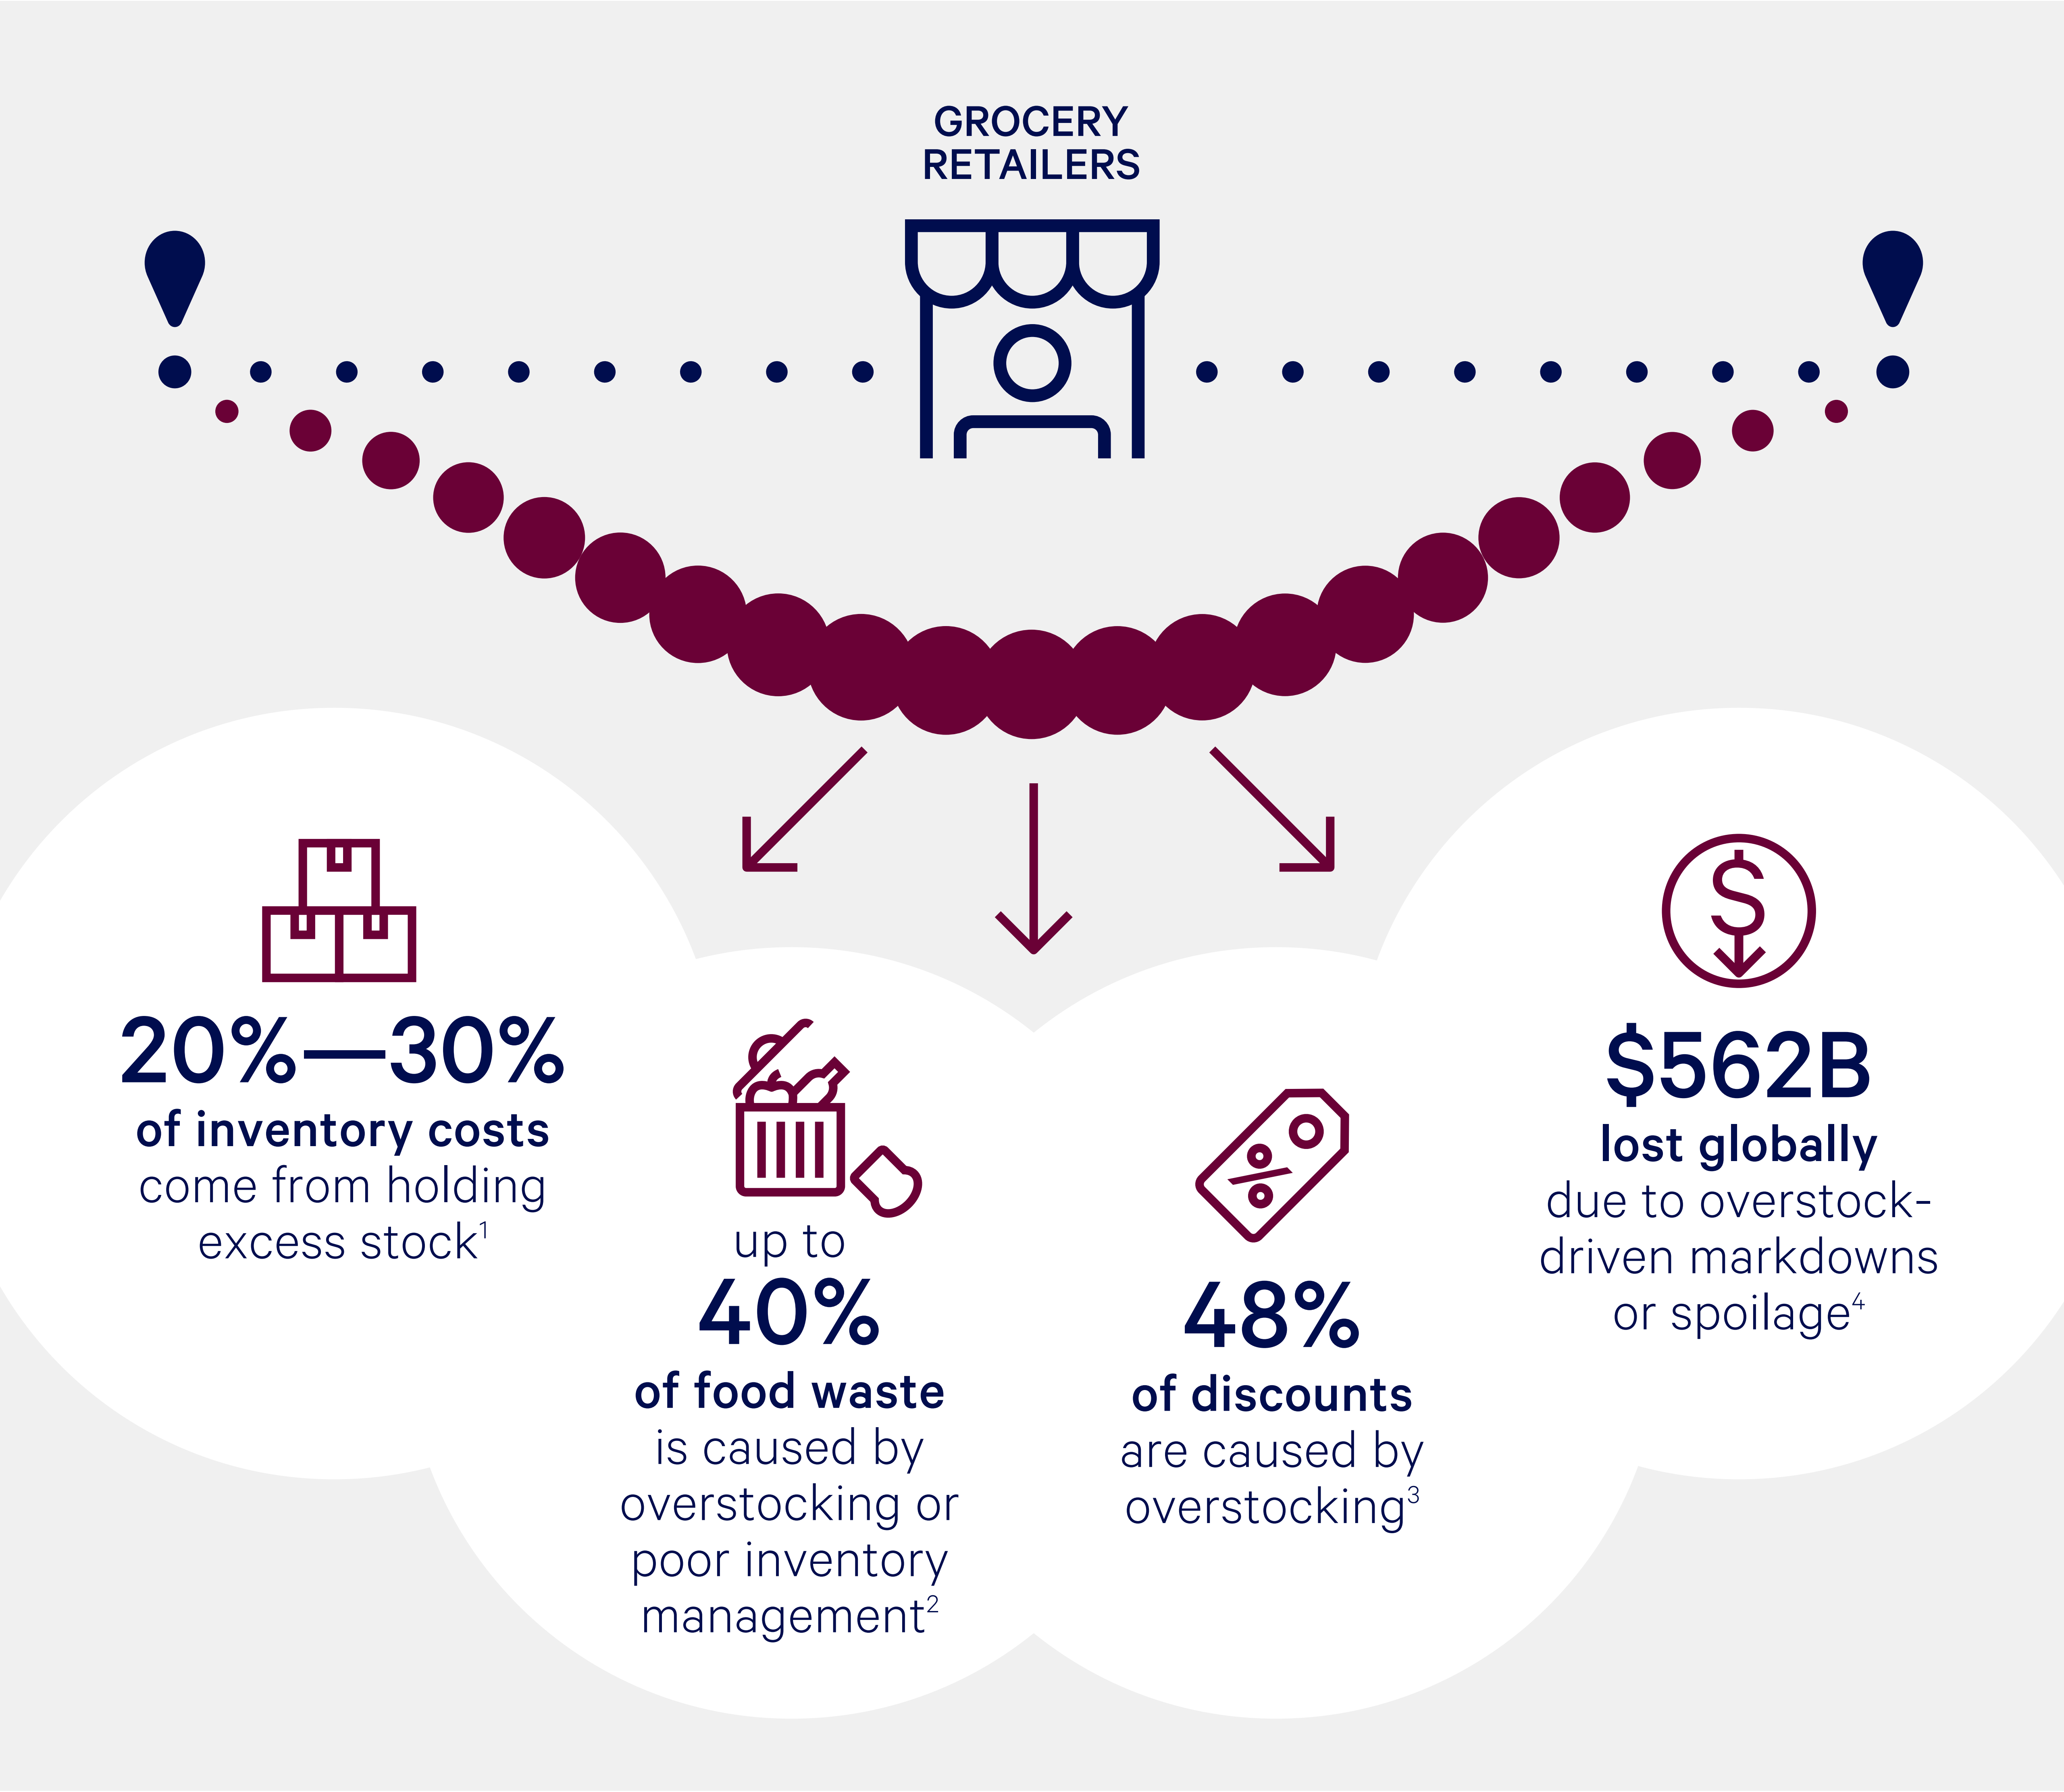 GROCERY
RETAILERS
20%—30%
of inventory costs
come from holding
excess stock¹
up to
40%
of food waste
is caused by
overstocking or
poor inventory
management²
48%
of discounts
are caused by
overstocking³
$562B
lost globally
due to overstock-
driven markdowns
or spoilage⁴